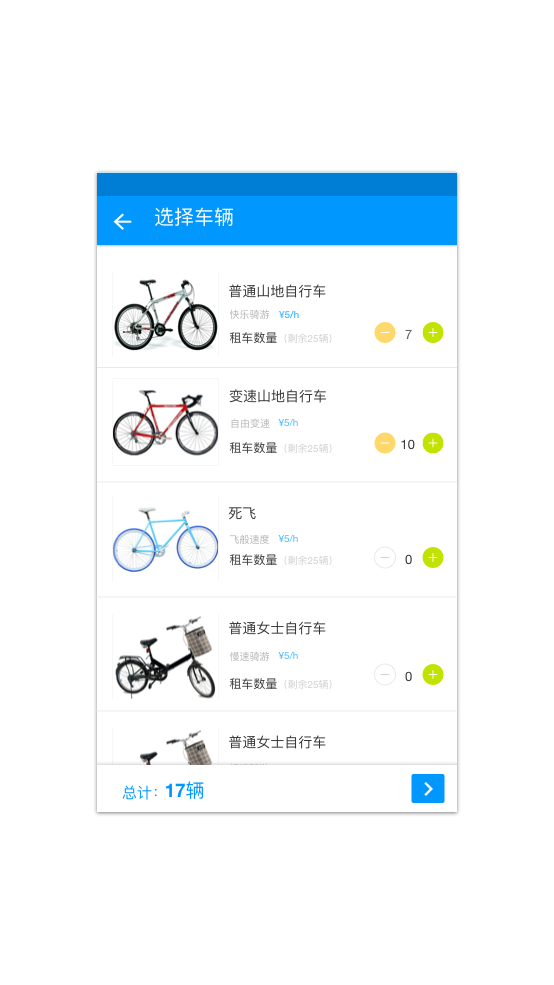 选择车辆
普通山地自行车
快乐骑游 ¥5/h
租车数量 (剩余25辆) 7
变速山地自行车
自由变速 ¥5/h
租车数量 (剩余25辆) 10
死飞
飞般速度 ¥5/h
租车数量 (剩余25辆) 0
普通女士自行车
慢速骑游 ¥5/h
租车数量 (剩余25辆) 0
普通女士自行车
总计: 17辆